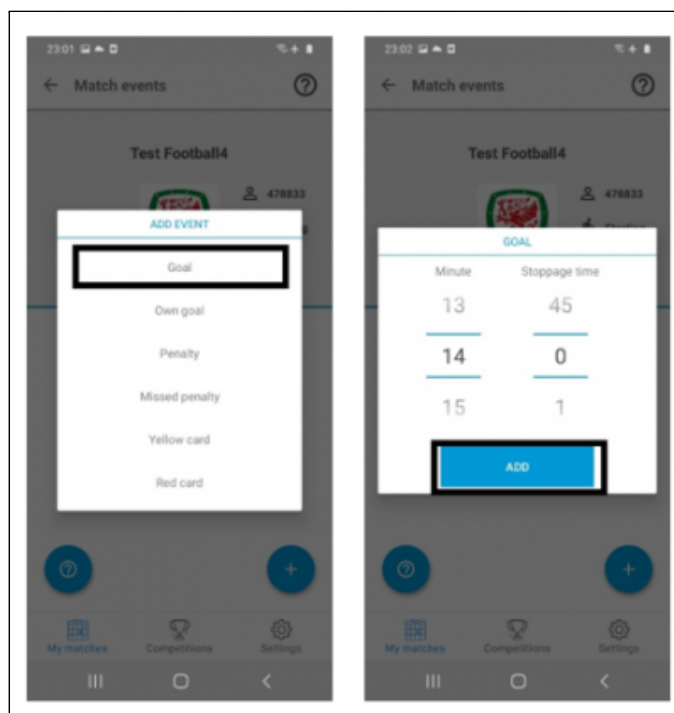 23:01
Match events
Test Football4
478833
ADD EVENT
Goal
Own goal
Penalty
Missed penalty
Yellow card
Red card
My matches
Competitions
Settings
23:02
Match events
Test Football4
478833
Starting
GOAL
Minute
Stoppage time
13
45
14
0
15
1
ADD
My matches
Competitions
Settings